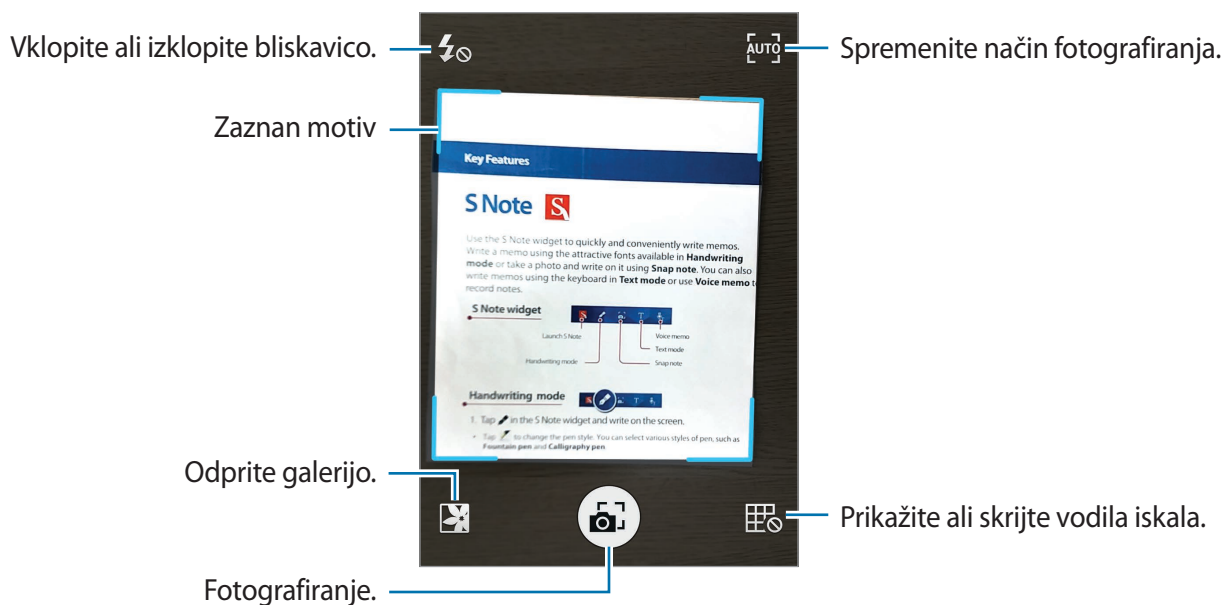 Vklopite ali izklopite bliskavico.
AUTO
Spremenite način fotografiranja.
Zaznan motiv
Key Features
S Note S
Use the S Note widget to quickly and conveniently write memos.
Write a memo using the attractive fonts available in Handwriting
mode or take a photo and write on it using Snap note. You can also
write memos using the keyboard in Text mode or use Voice memo to
record notes.
S Note widget
S T
Launch S Note
Voice memo
Text mode
Handwriting mode
Snap note
Handwriting mode
S T
1. Tap in the S Note widget and write on the screen.
• Tap to change the pen style. You can select various styles of pen, such as
Fountain pen and Calligraphy pen
Odprite galerijo.
Prikažite ali skrijte vodila iskala.
Fotografiranje.